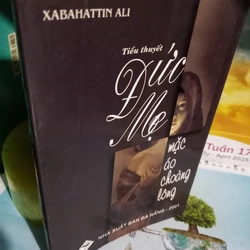 XABAHATTIN ALI
Tiểu thuyết
Đức
Mẹ
mặc
áo
choàng
lông
NHÀ XUẤT BẢN ĐÀ NẴNG - 2001
Tuần 17
April 2025